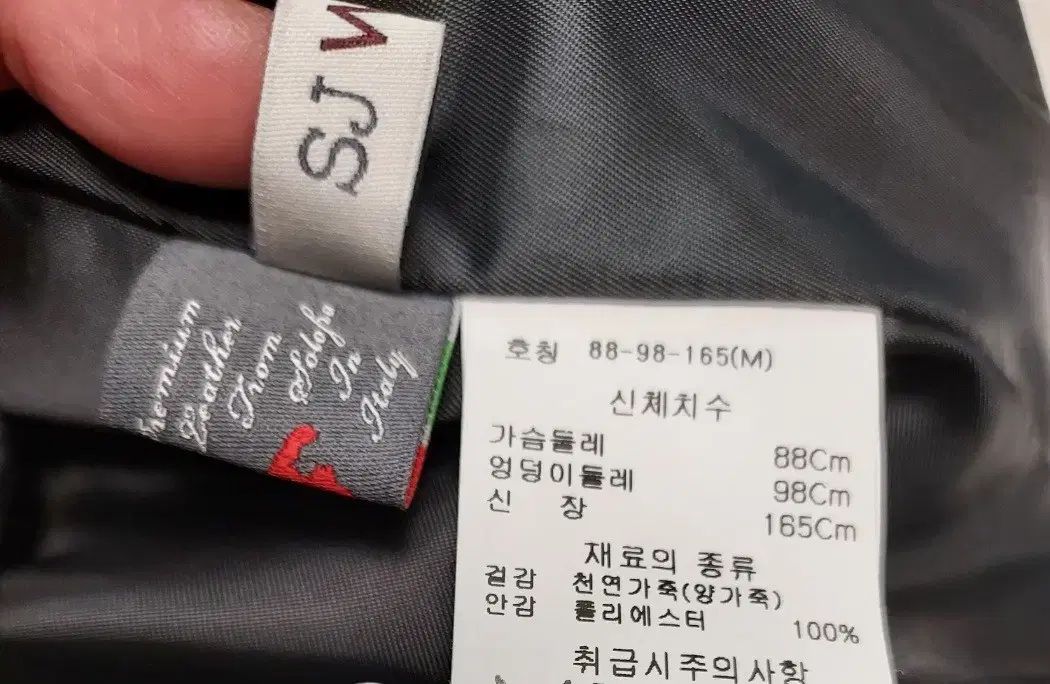 SJ W
Leather
From
Solofra
In
Italy
호칭 88-98-165(M)
신체치수
가슴둘레 88Cm
엉덩이둘레 98Cm
신 장 165Cm
재료의 종류
겉감 천연가죽(양가죽)
안감 폴리에스터 100%
취급시주의사항